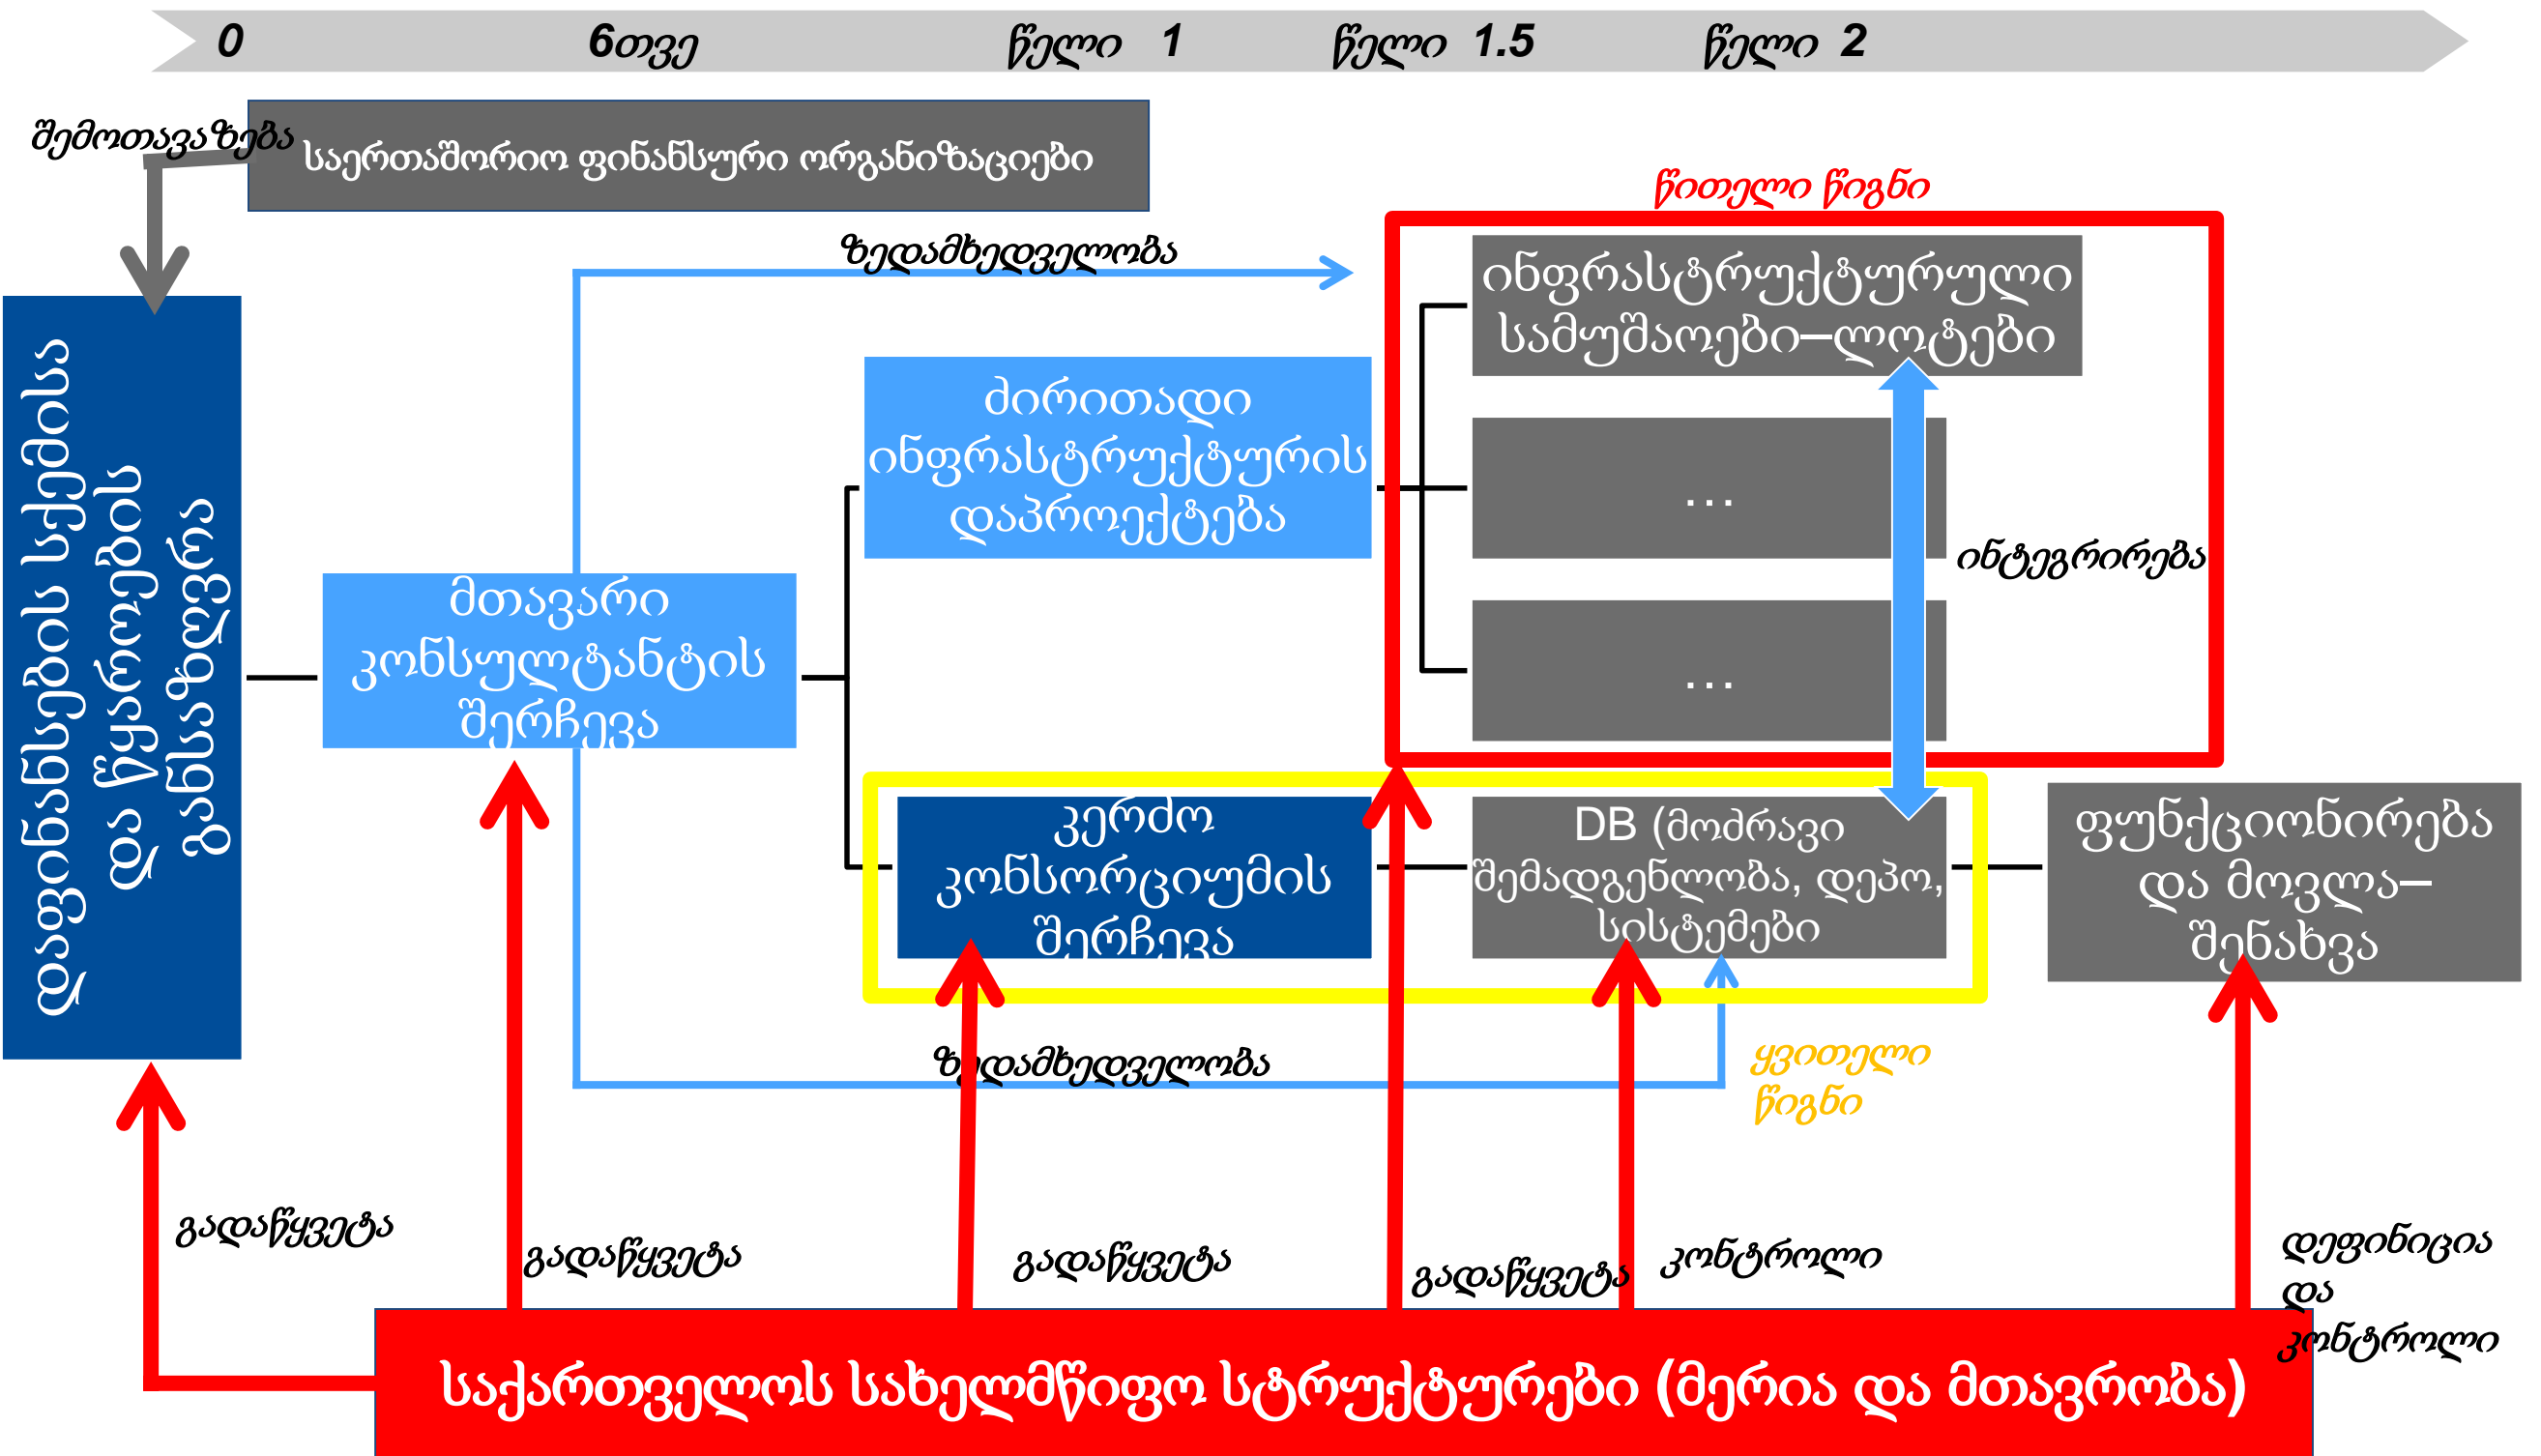 0 6თვე წელი 1 წელი 1.5 წელი 2
შემოთავაზება
საერთაშორიო ფინანსური ორგანიზაციები
წითელი წიგნი
ზედამხედველობა
ინფრასტრუქტურული
სამუშაოები–ლოტები
დაფინანსების სქემისა
და წყაროების
განსაზღვრა
ძირითადი
ინფრასტრუქტურის
დაპროექტება
…
ინტეგრირება
მთავარი
კონსულტანტის
შერჩევა
…
კერძო
კონსორციუმის
შერჩევა
DB (მოძრავი
შემადგენლობა, დეპო,
სისტემები
ფუნქციონირება
და მოვლა–
შენახვა
ზედამხედველობა
ყვითელი
წიგნი
გადაწყვეტა
გადაწყვეტა
გადაწყვეტა
გადაწყვეტა
კონტროლი
დეფინიცია
და
კონტროლი
საქართველოს სახელმწიფო სტრუქტურები (მერია და მთავრობა)